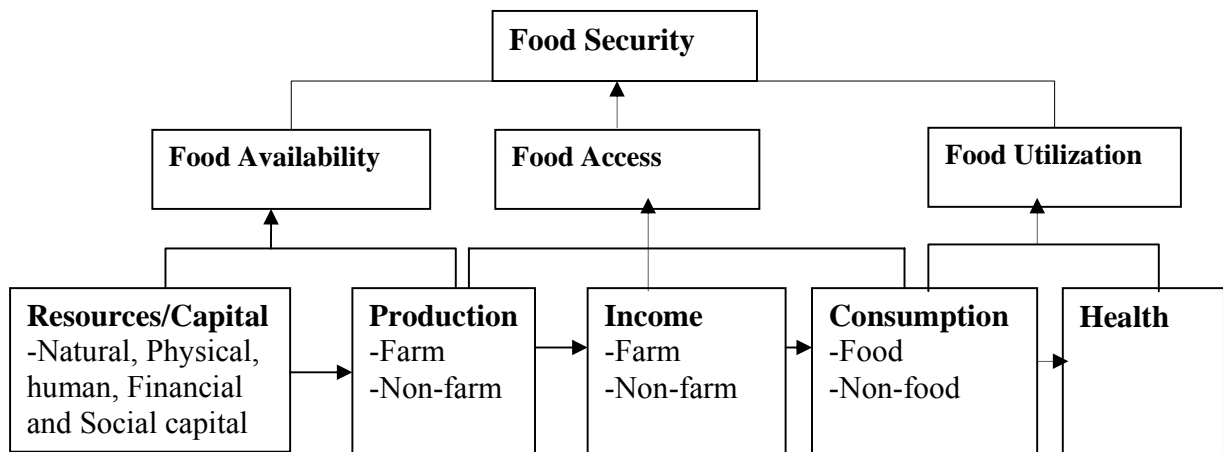 Food Security
Food Availability
Food Access
Food Utilization
Resources/Capital
-Natural, Physical,
human, Financial
and Social capital
Production
-Farm
-Non-farm
Income
-Farm
-Non-farm
Consumption
-Food
-Non-food
Health